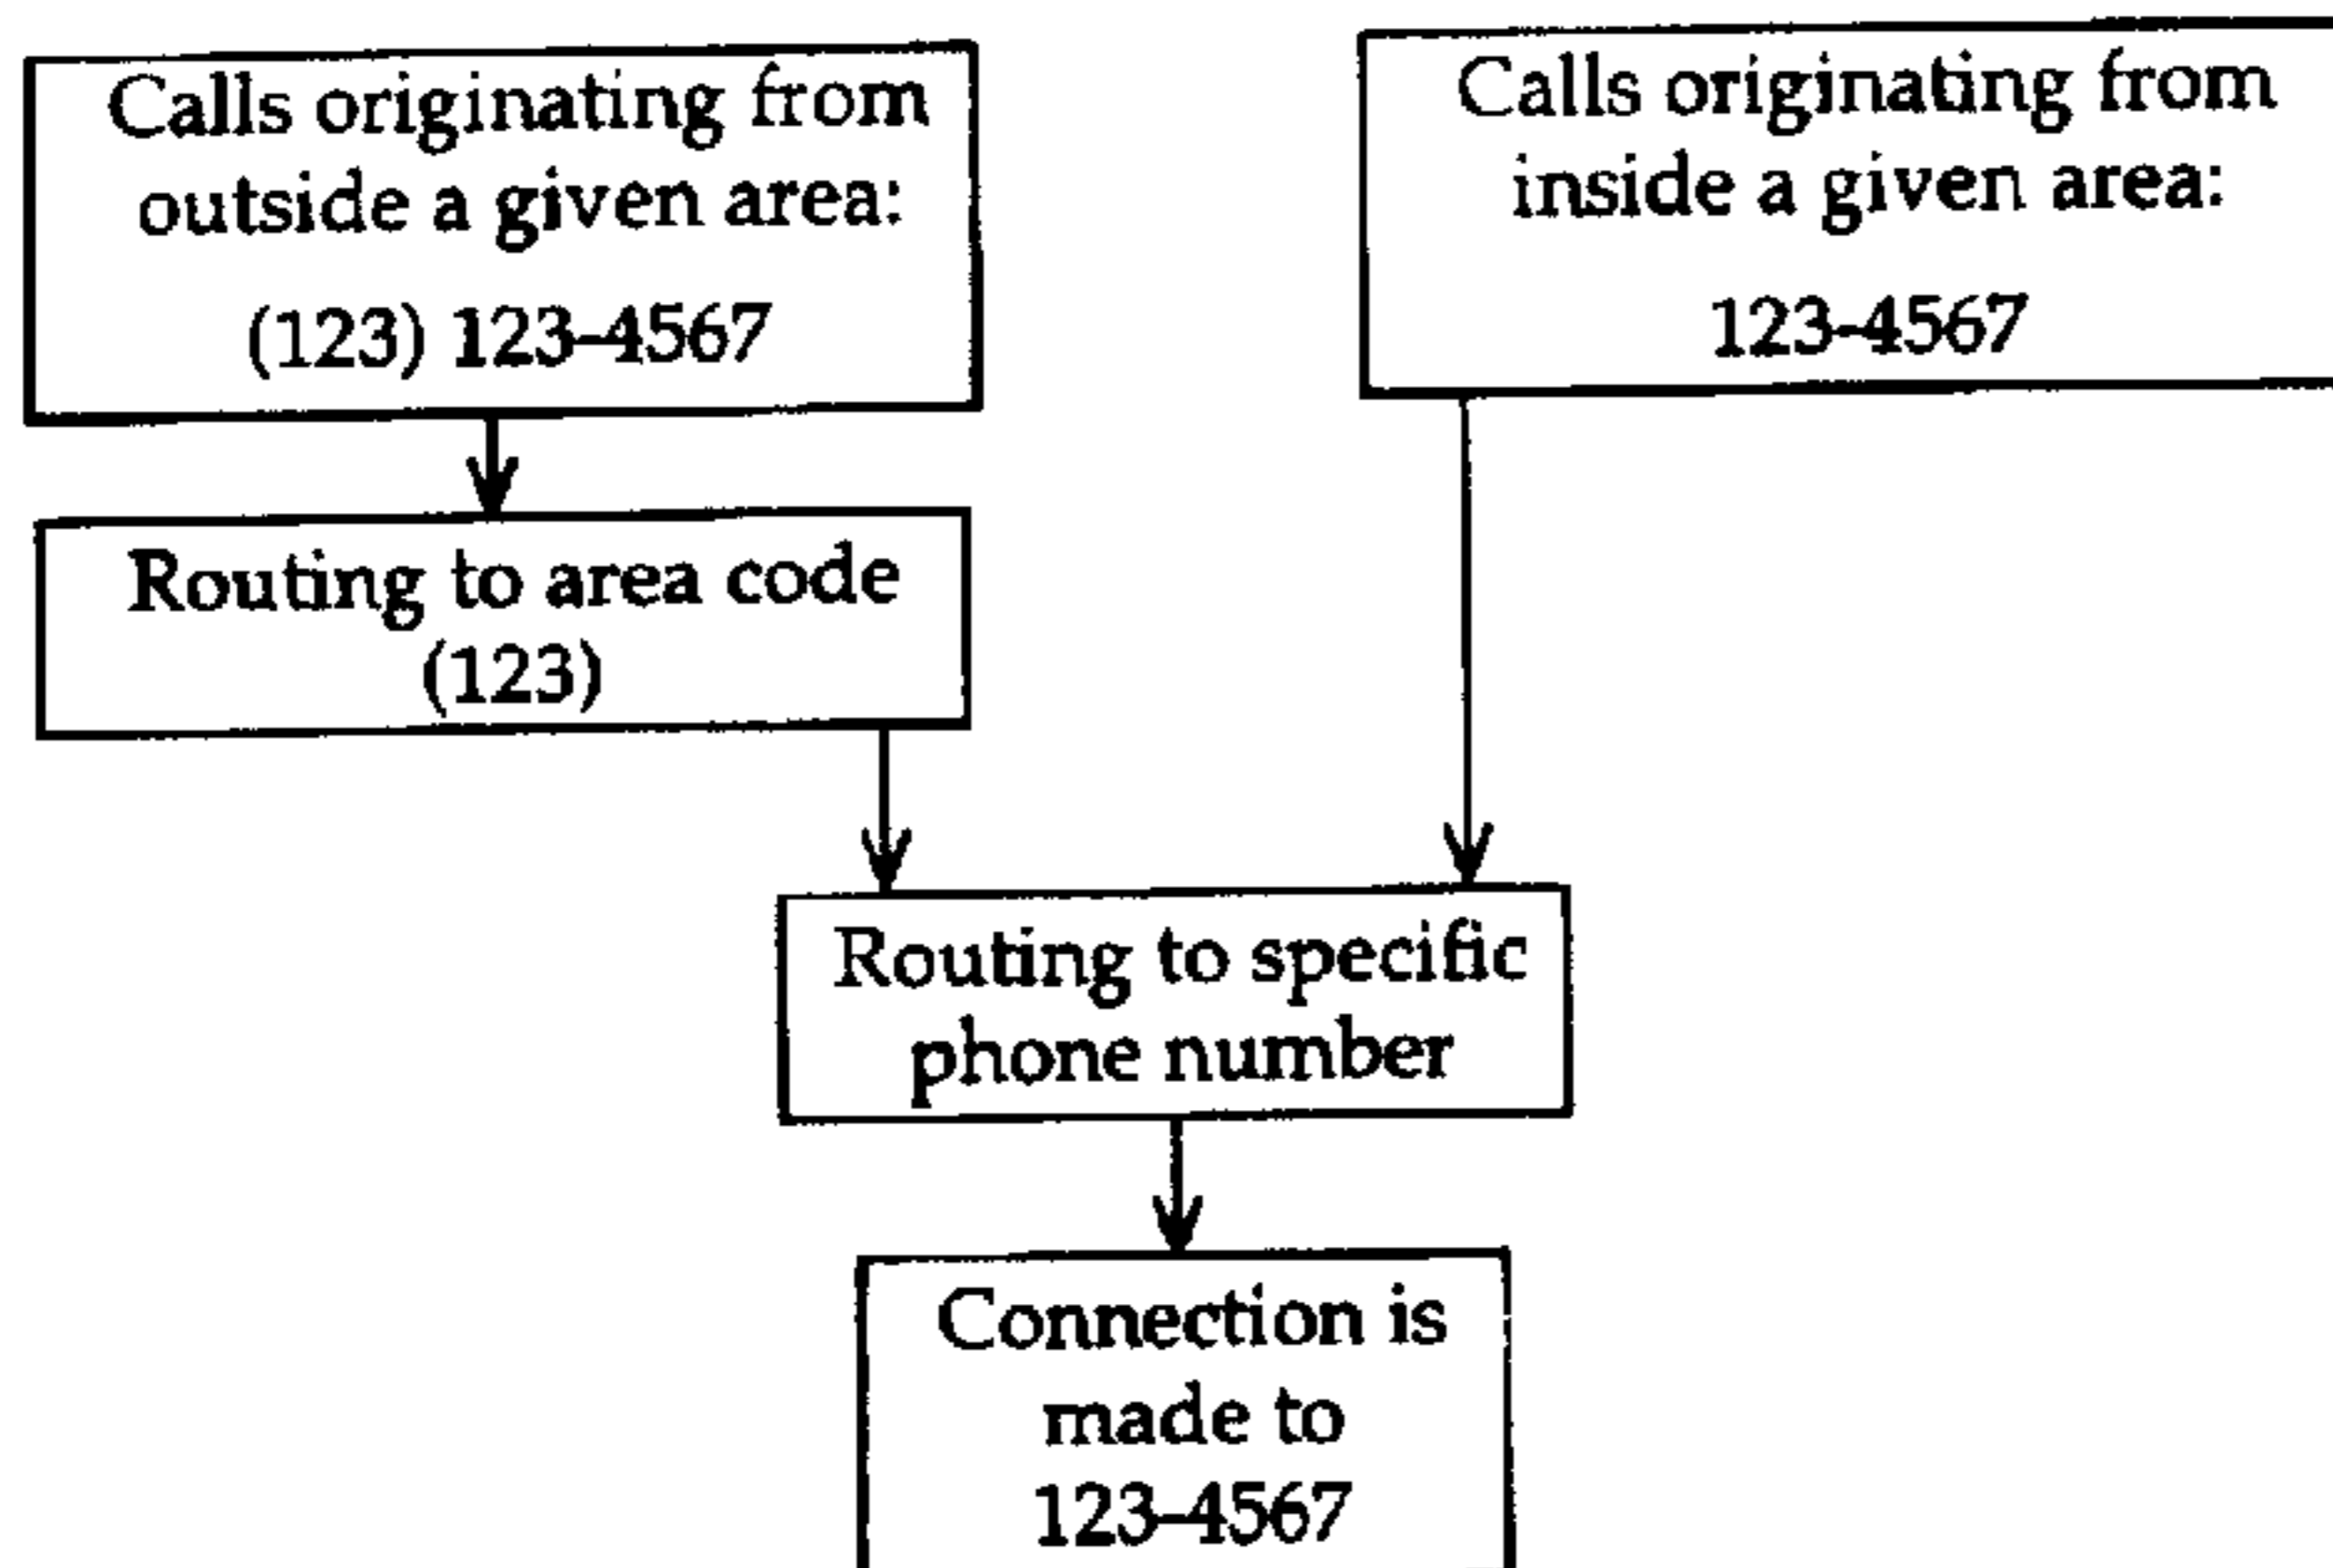 Calls originating from
outside a given area:
(123) 123-4567
Calls originating from
inside a given area:
123-4567
Routing to area code
(123)
Routing to specific
phone number
Connection is
made to
123-4567